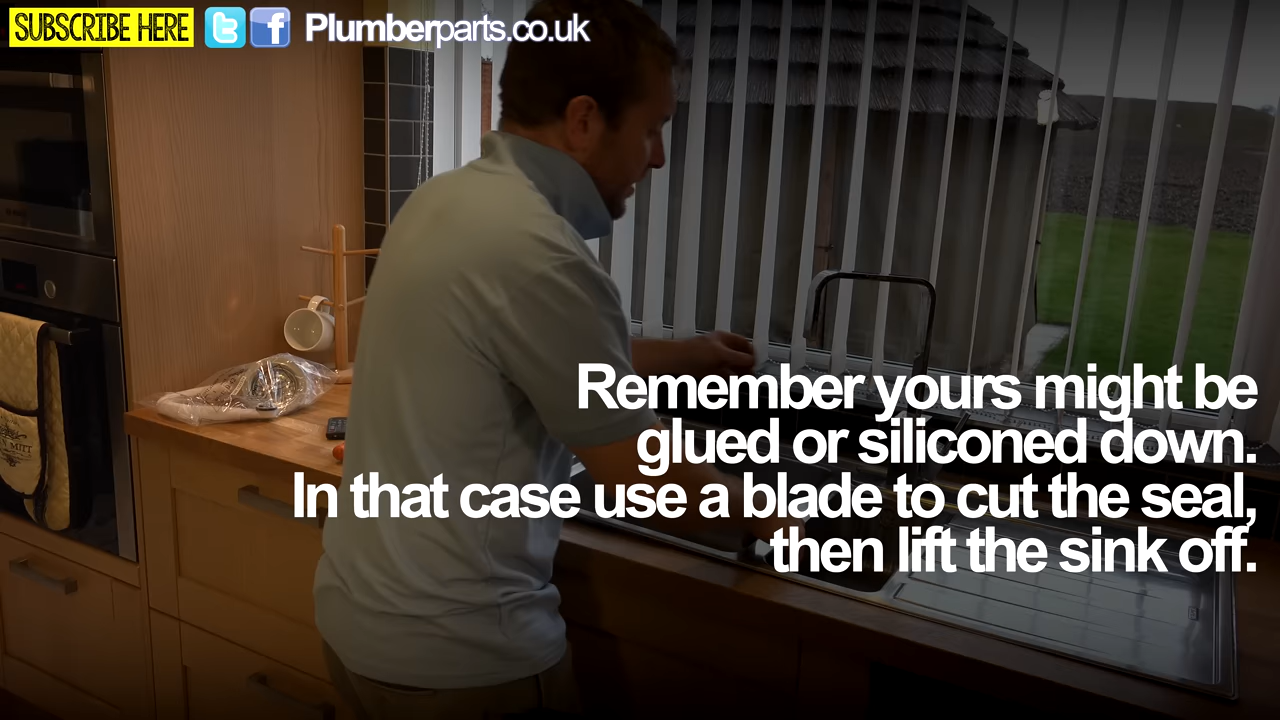 SUBSCRIBE HERE
Plumberparts.co.uk
Remember yours might be
glued or siliconed down.
In that case use a blade to cut the seal,
then lift the sink off.